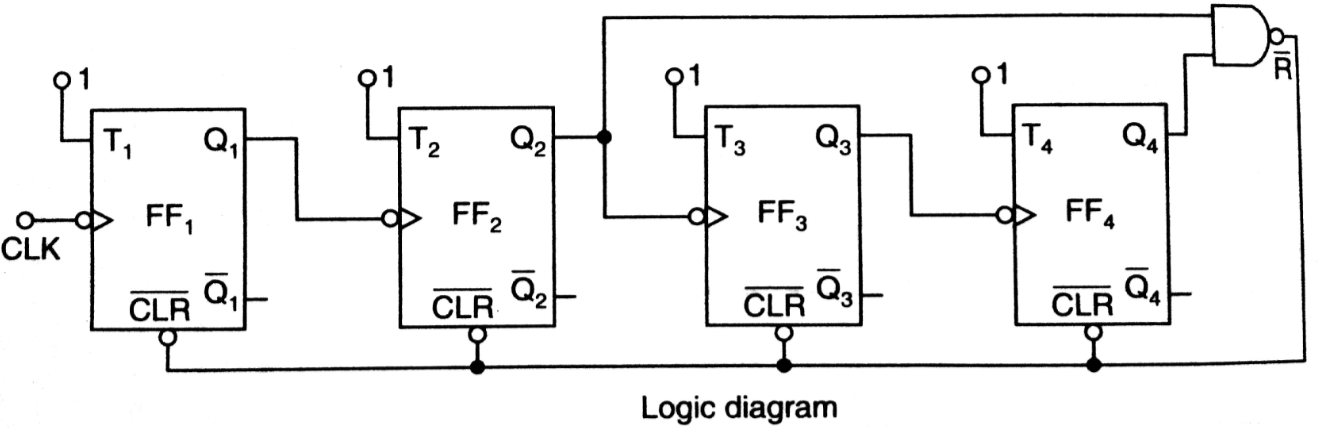 1 1 1 1
R̅
T₁ Q₁ T₂ Q₂ T₃ Q₃ T₄ Q₄
FF₁ FF₂ FF₃ FF₄
CLK
C̅L̅R̅ Q̅₁ C̅L̅R̅ Q̅₂ C̅L̅R̅ Q̅₃ C̅L̅R̅ Q̅₄
Logic diagram